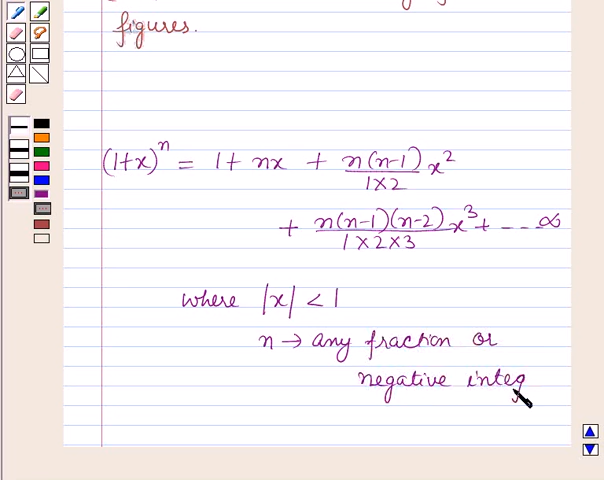 figures.
(1+x)^n = 1 + nx + n(n-1)/1×2 x^2
+ n(n-1)(n-2)/1×2×3 x^3 + --- ∞
where |x| < 1
n → any fraction or
negative integ